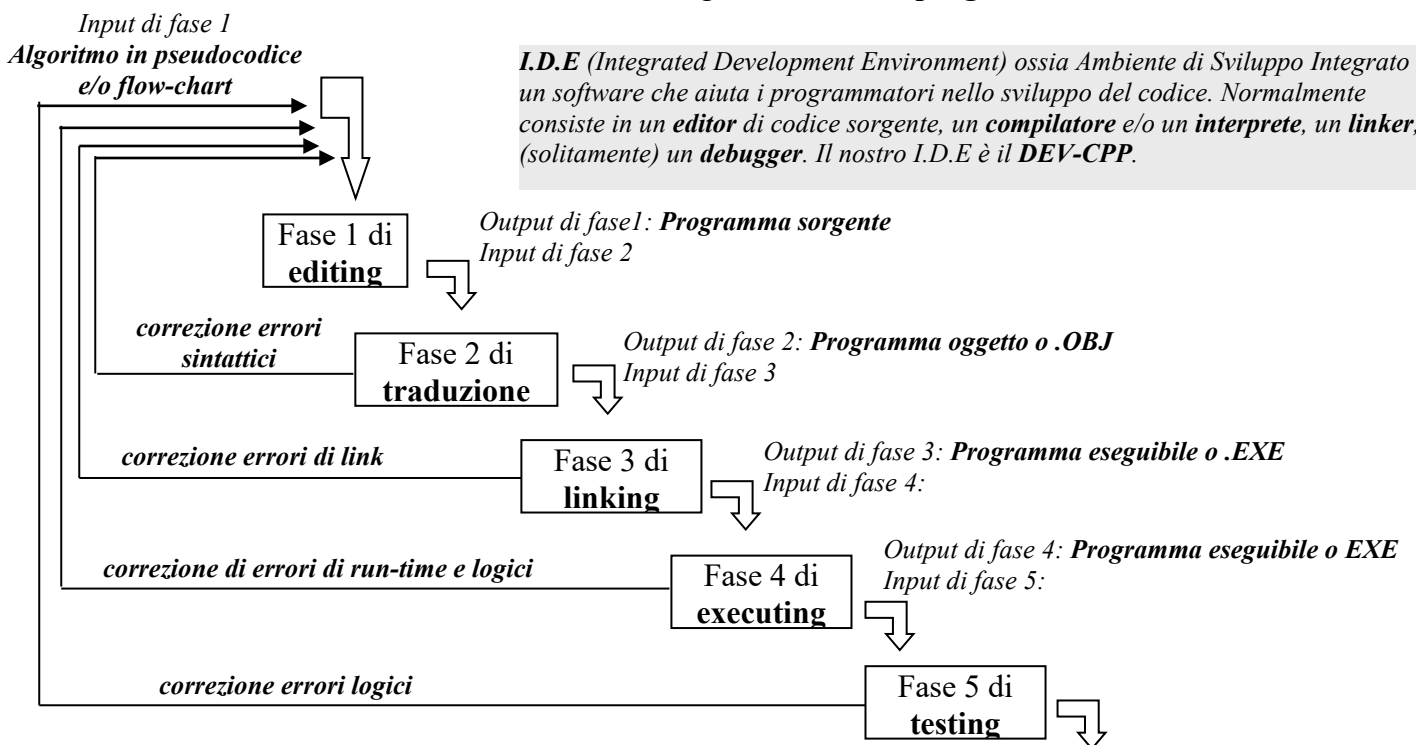 Input di fase 1
Algoritmo in pseudocodice
e/o flow-chart
I.D.E (Integrated Development Environment) ossia Ambiente di Sviluppo Integrato
un software che aiuta i programmatori nello sviluppo del codice. Normalmente
consiste in un editor di codice sorgente, un compilatore e/o un interprete, un linker,
(solitamente) un debugger. Il nostro I.D.E è il DEV-CPP.
Fase 1 di
editing
Output di fase1: Programma sorgente
Input di fase 2
correzione errori
sintattici
Fase 2 di
traduzione
Output di fase 2: Programma oggetto o .OBJ
Input di fase 3
correzione errori di link
Fase 3 di
linking
Output di fase 3: Programma eseguibile o .EXE
Input di fase 4:
correzione di errori di run-time e logici
Fase 4 di
executing
Output di fase 4: Programma eseguibile o EXE
Input di fase 5:
correzione errori logici
Fase 5 di
testing